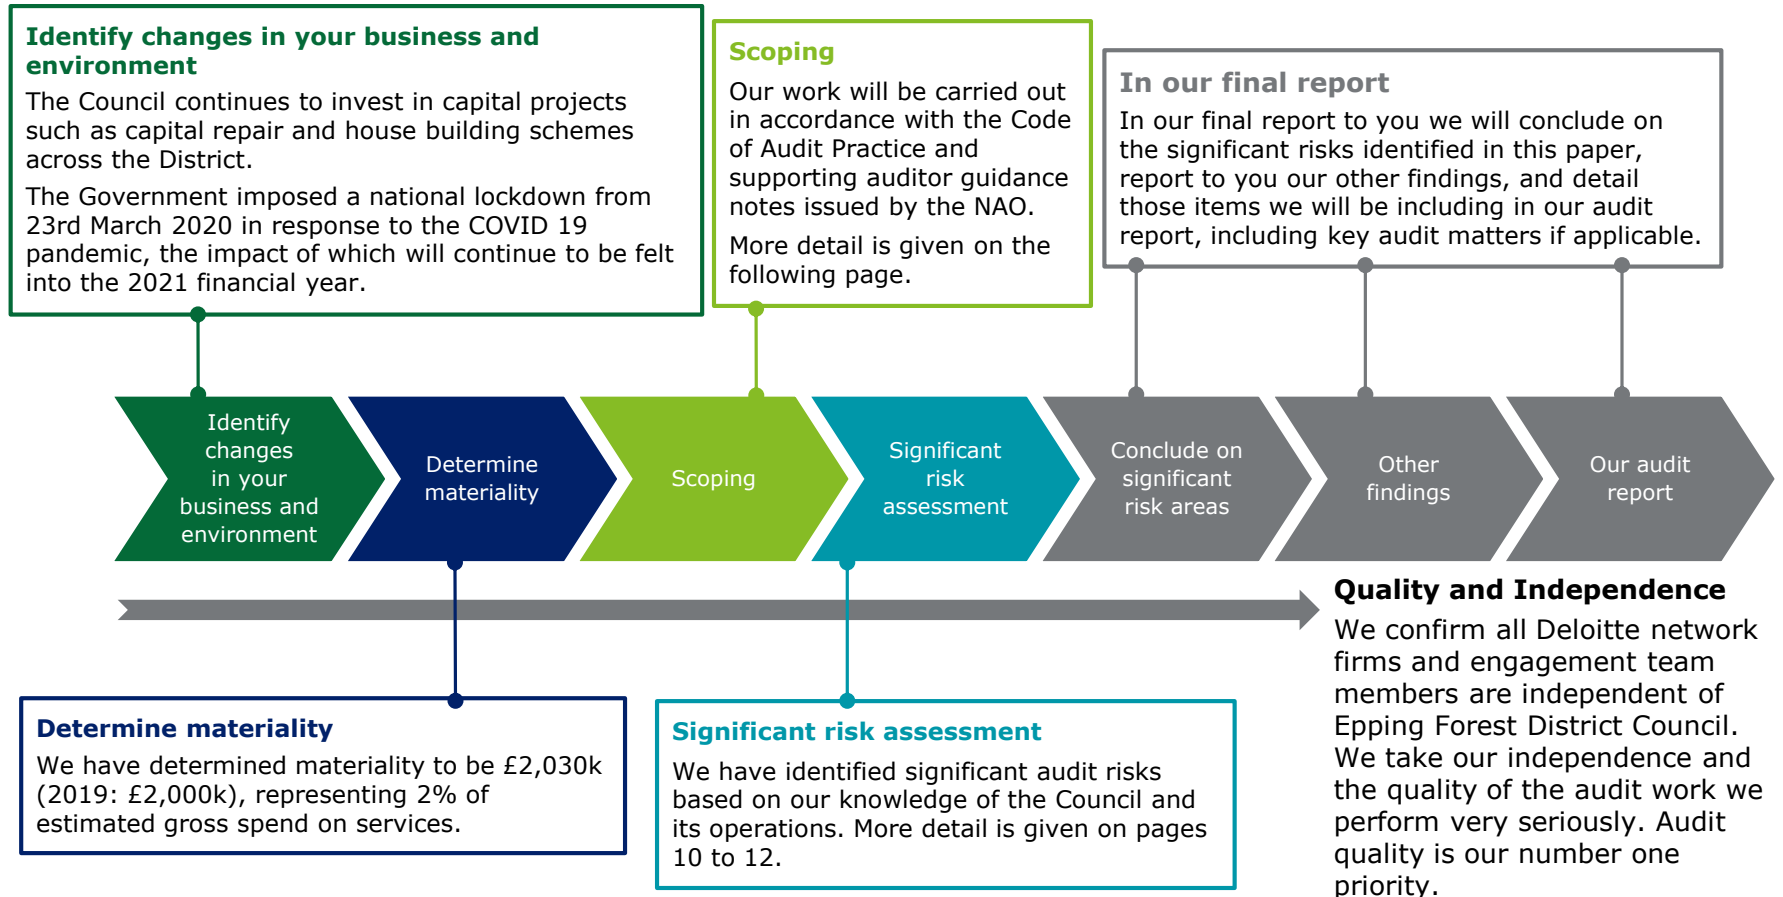 Identify changes in your business and
environment
The Council continues to invest in capital projects
such as capital repair and house building schemes
across the District.
The Government imposed a national lockdown from
23rd March 2020 in response to the COVID 19
pandemic, the impact of which will continue to be felt
into the 2021 financial year.
Scoping
Our work will be carried out
in accordance with the Code
of Audit Practice and
supporting auditor guidance
notes issued by the NAO.
More detail is given on the
following page.
In our final report
In our final report to you we will conclude on
the significant risks identified in this paper,
report to you our other findings, and detail
those items we will be including in our audit
report, including key audit matters if applicable.
Identify
changes
in your
business and
environment
Determine
materiality
Scoping
Significant
risk
assessment
Conclude on
significant
risk areas
Other
findings
Our audit
report
Determine materiality
We have determined materiality to be £2,030k
(2019: £2,000k), representing 2% of
estimated gross spend on services.
Significant risk assessment
We have identified significant audit risks
based on our knowledge of the Council and
its operations. More detail is given on pages
10 to 12.
Quality and Independence
We confirm all Deloitte network
firms and engagement team
members are independent of
Epping Forest District Council.
We take our independence and
the quality of the audit work we
perform very seriously. Audit
quality is our number one
priority.